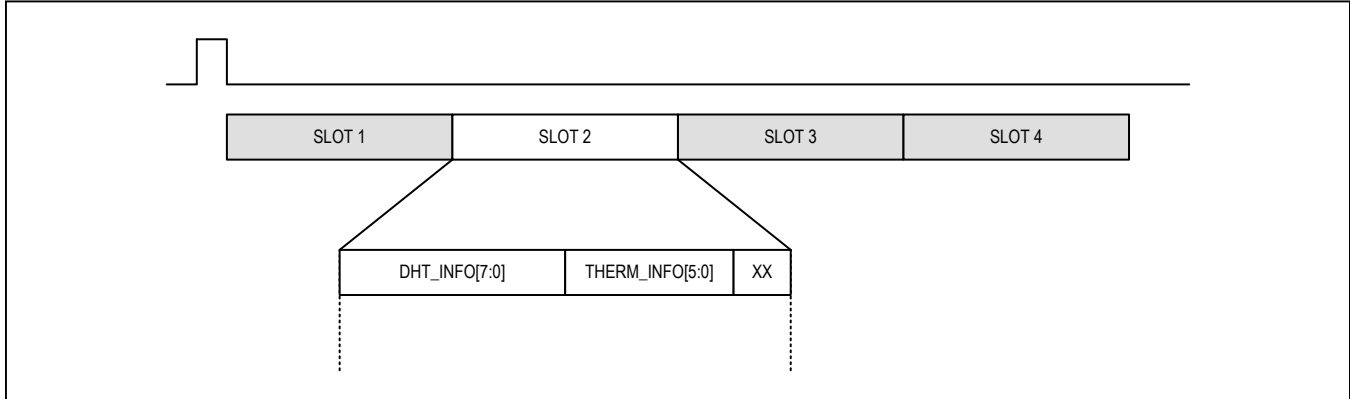 SLOT 1 SLOT 2 SLOT 3 SLOT 4
DHT_INFO[7:0] THERM_INFO[5:0] XX